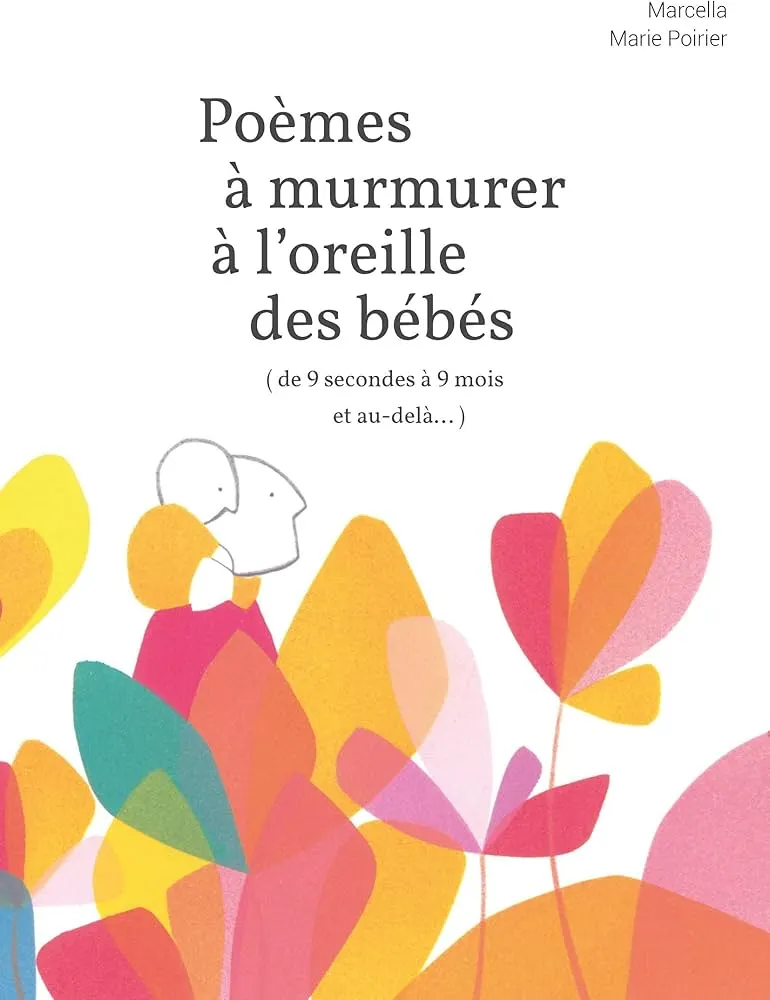 Marcella
Marie Poirier
Poèmes
à murmurer
à l’oreille
des bébés
( de 9 secondes à 9 mois
et au-delà... )